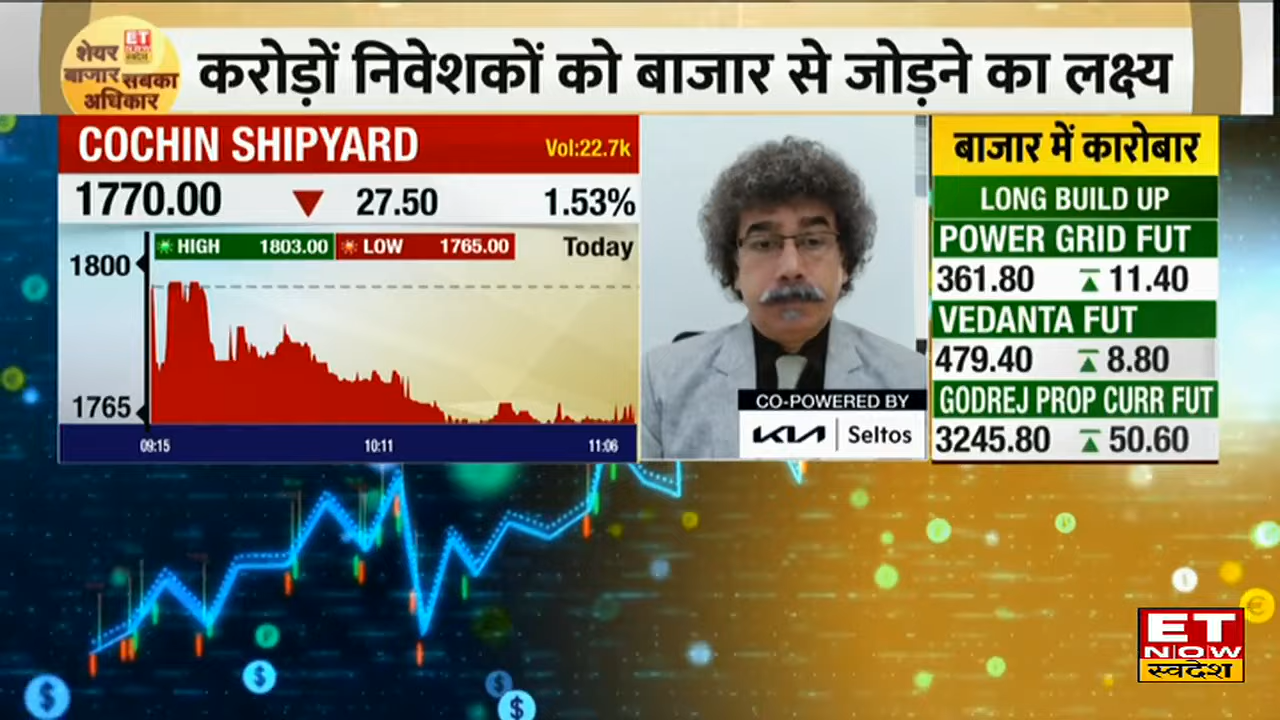 शेयर
ET
NOW
स्वदेश
बाजार सबका
अधिकार
करोड़ों निवेशकों को बाजार से जोड़ने का लक्ष्य
COCHIN SHIPYARD Vol:22.7k
1770.00 27.50 1.53%
HIGH 1803.00 LOW 1765.00 Today
1800
1765
09:15 10:11 11:06
CO-POWERED BY
KIA Seltos
बाजार में कारोबार
LONG BUILD UP
POWER GRID FUT
361.80 11.40
VEDANTA FUT
479.40 8.80
GODREJ PROP CURR FUT
3245.80 50.60
ET
NOW
स्वदेश